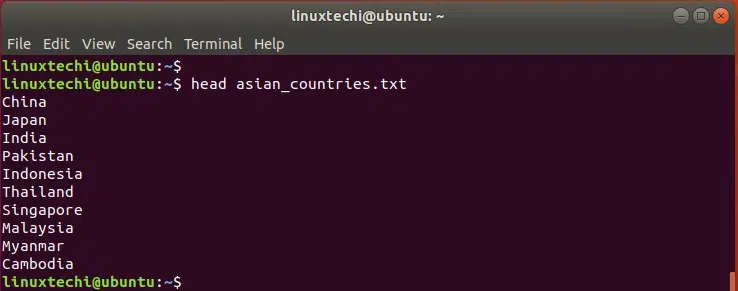 linuxtechi@ubuntu: ~
File Edit View Search Terminal Help
linuxtechi@ubuntu:~$
linuxtechi@ubuntu:~$ head asian_countries.txt
China
Japan
India
Pakistan
Indonesia
Thailand
Singapore
Malaysia
Myanmar
Cambodia
linuxtechi@ubuntu:~$